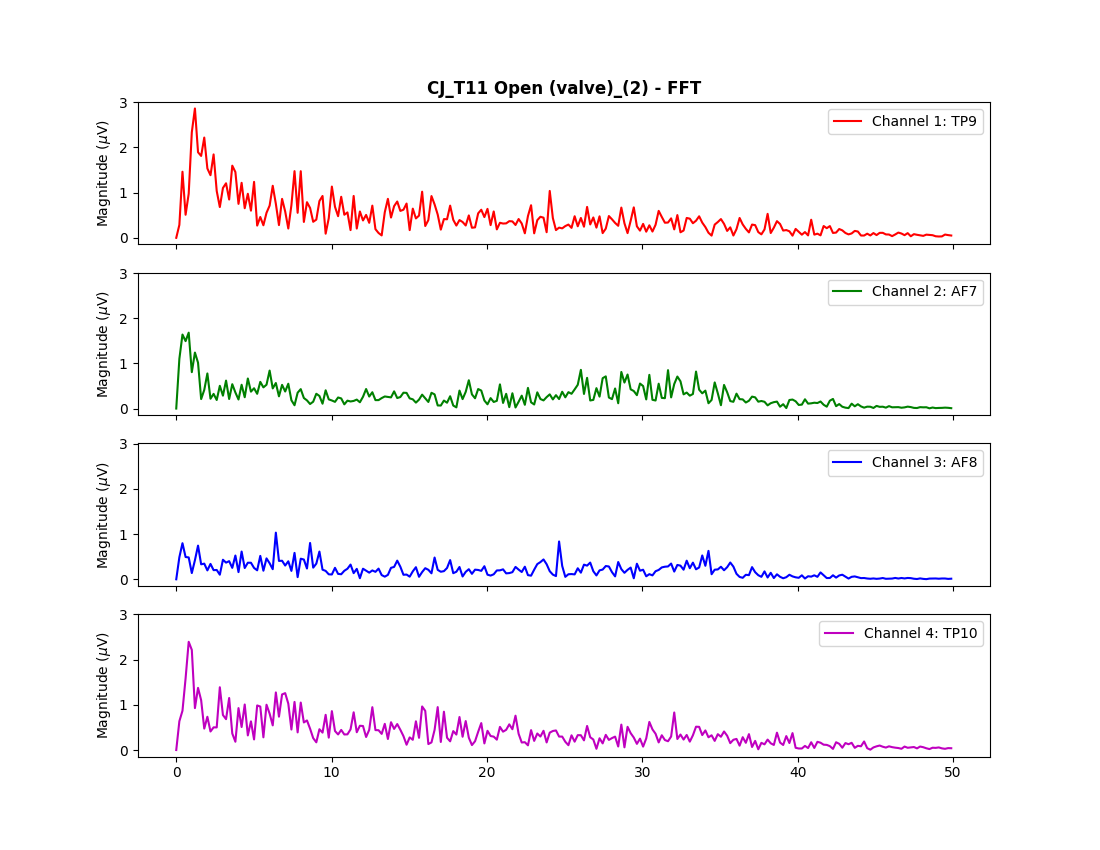 CJ_T11 Open (valve)_(2) - FFT
Magnitude (μV)
3
2
1
0
Channel 1: TP9
Magnitude (μV)
3
2
1
0
Channel 2: AF7
Magnitude (μV)
3
2
1
0
Channel 3: AF8
Magnitude (μV)
3
2
1
0
Channel 4: TP10
0 10 20 30 40 50